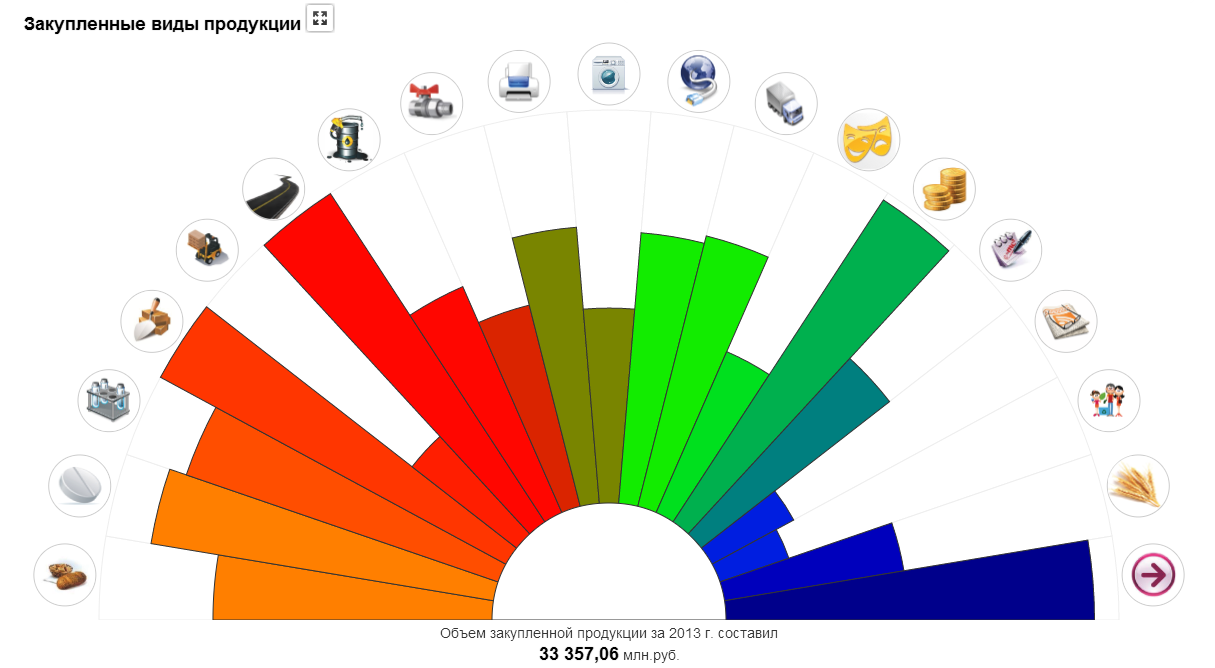 Закупленные виды продукции
Объем закупленной продукции за 2013 г. составил
33 357,06 млн.руб.